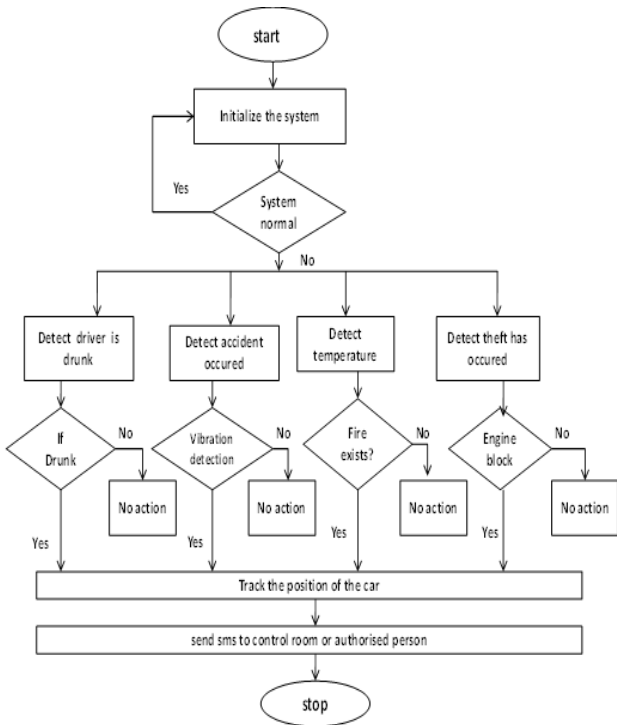 start
Initialize the system
Yes
System
normal
No
Detect driver is
drunk
Detect accident
occured
Detect
temperature
Detect theft has
occured
If
Drunk
No
Vibration
detection
No
Fire
exists?
No
Engine
block
No
No action
No action
No action
No action
Yes
Yes
Yes
Yes
Track the position of the car
send sms to control room or authorised person
stop